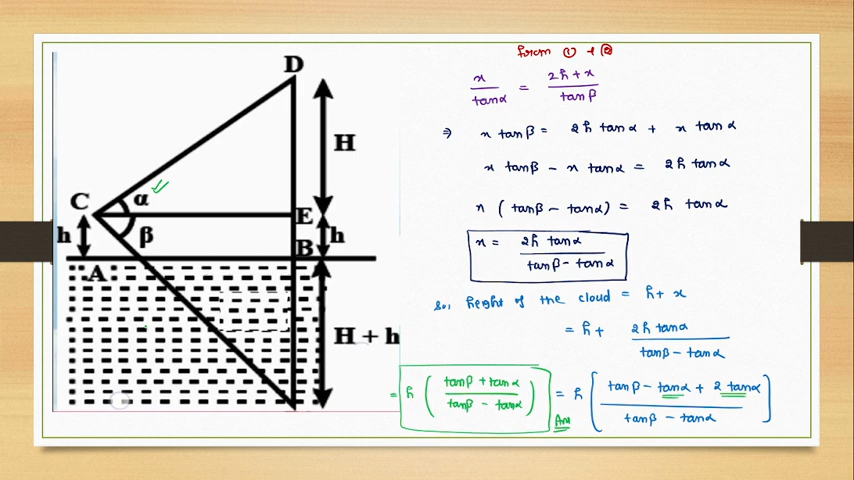 D
H
C
α
E
h
β
h
B
A
H + h
from ① & ②
x/tanα = (2h + x)/tanβ
⇒ x tanβ = 2h tanα + x tanα
x tanβ − x tanα = 2h tanα
x (tanβ − tanα) = 2h tanα
x = 2h tanα/(tanβ − tanα)
so, height of the cloud = h + x
= h + 2h tanα/(tanβ − tanα)
= h [(tanβ − tanα + 2 tanα)/(tanβ − tanα)]
= h ((tanβ + tanα)/(tanβ − tanα)) Ans